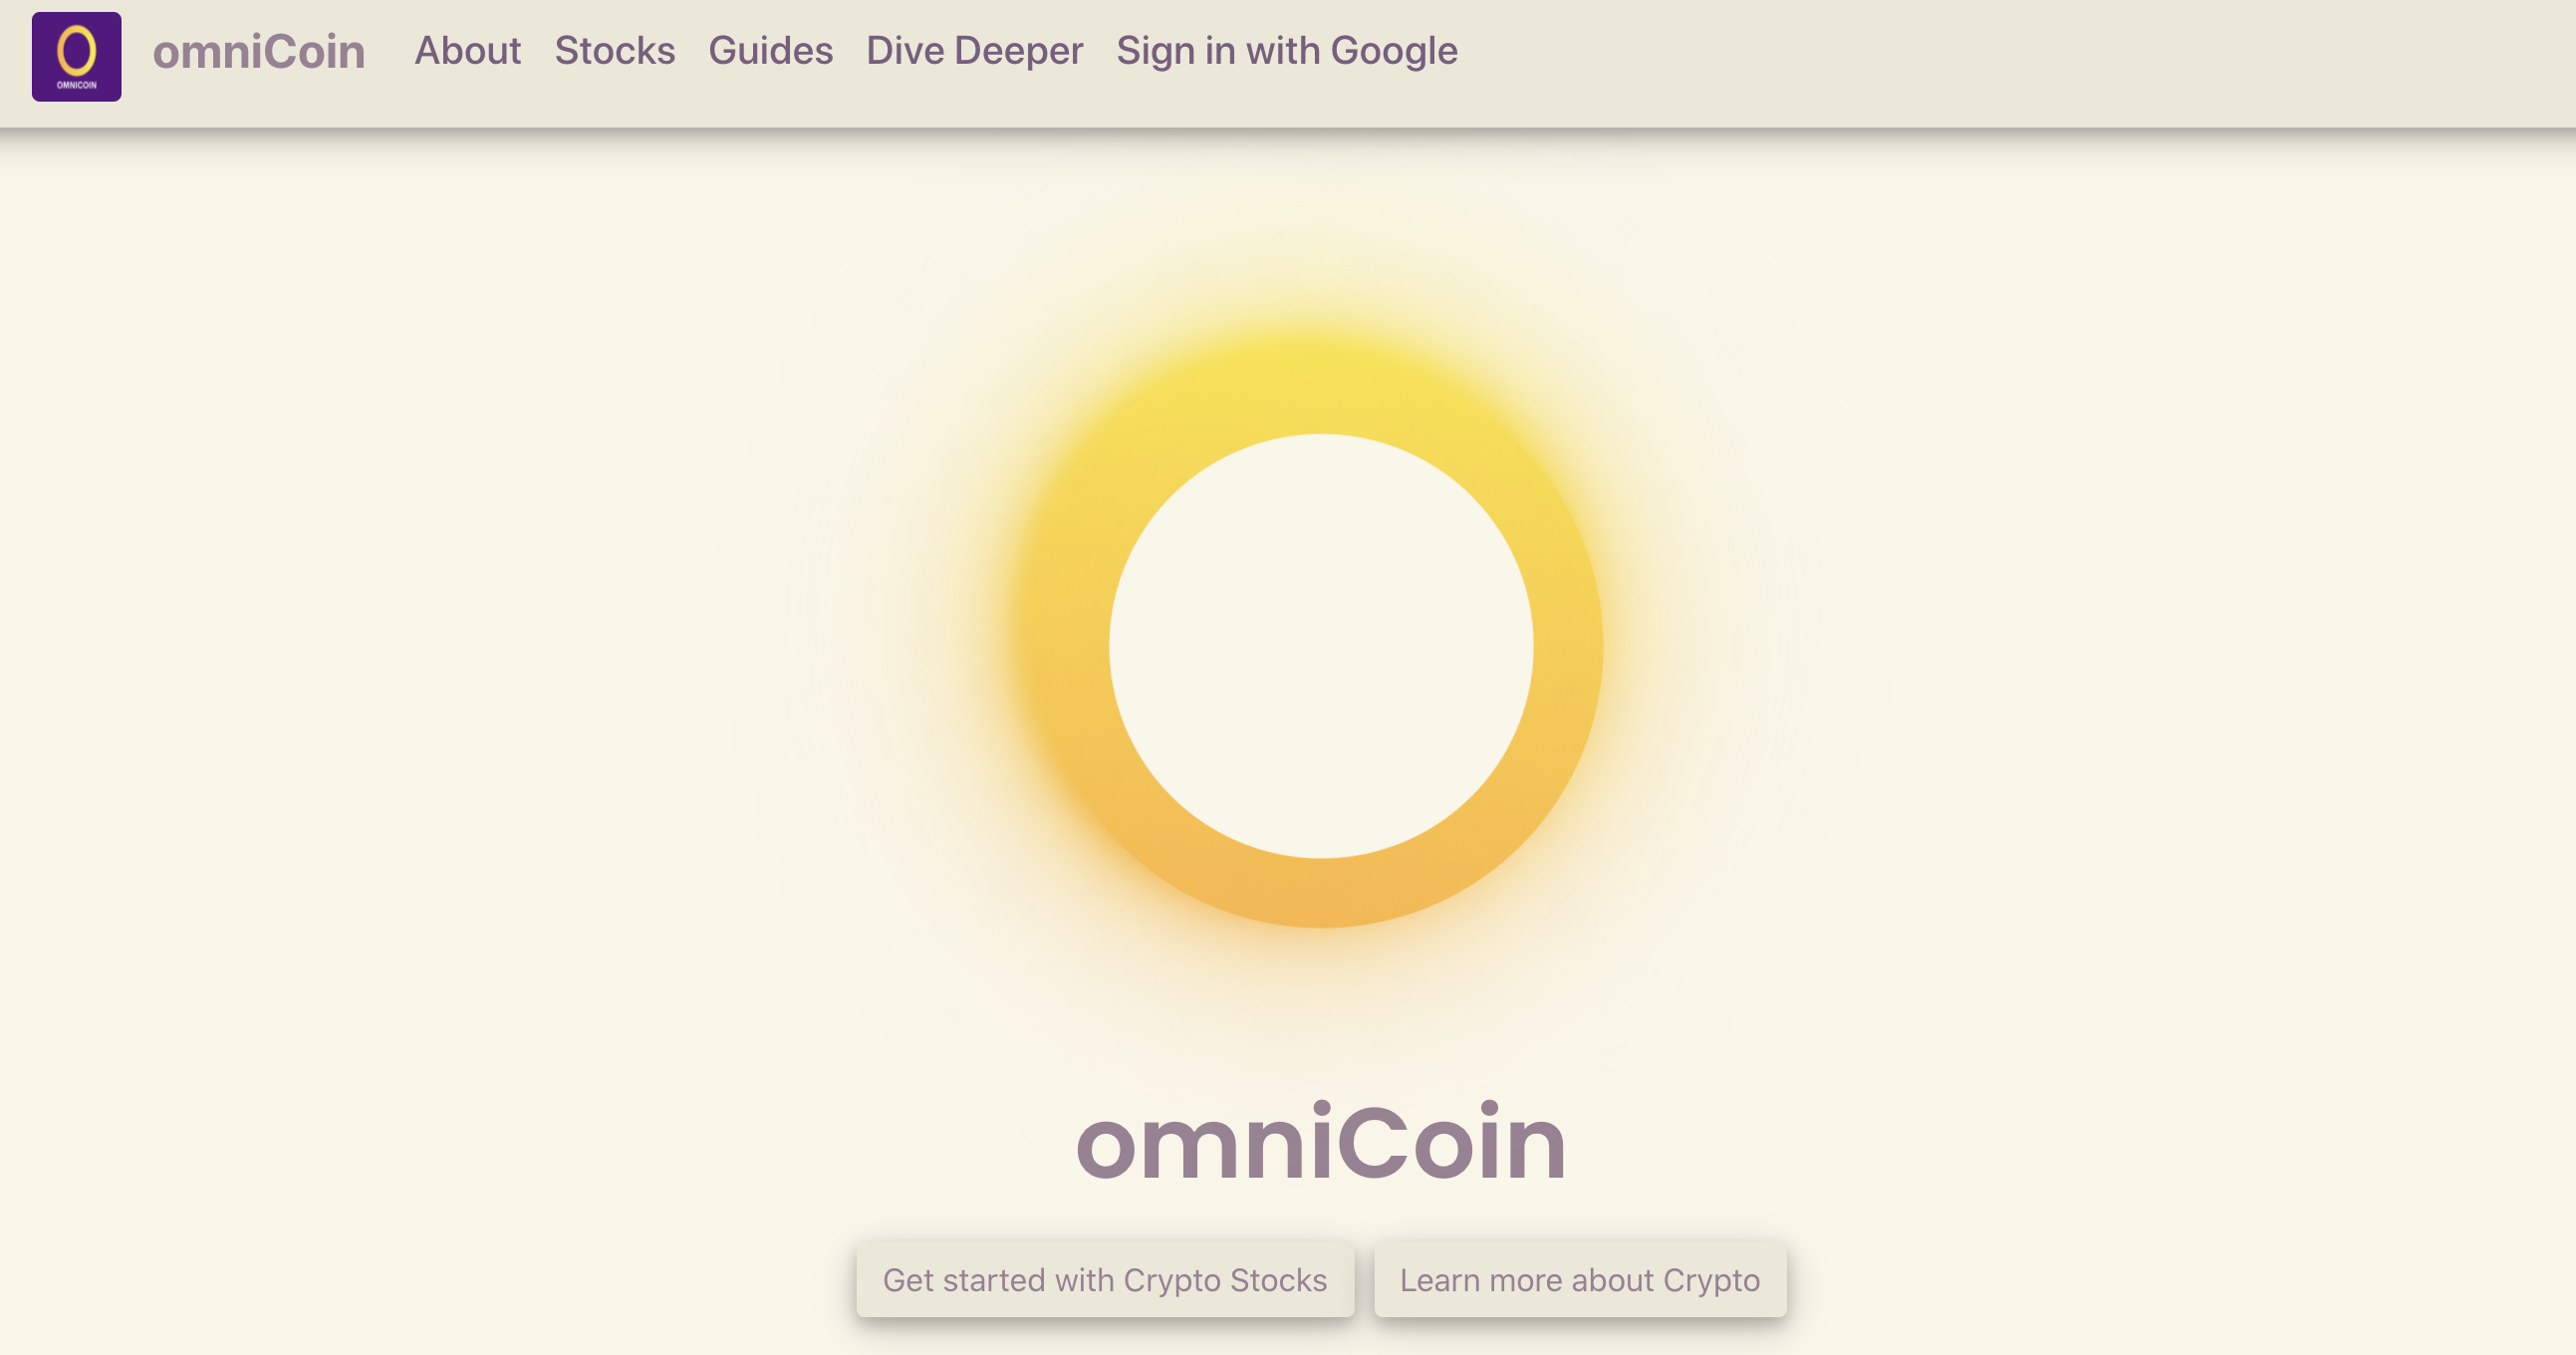 OMNICOIN
omniCoin About Stocks Guides Dive Deeper Sign in with Google
omniCoin
Get started with Crypto Stocks Learn more about Crypto